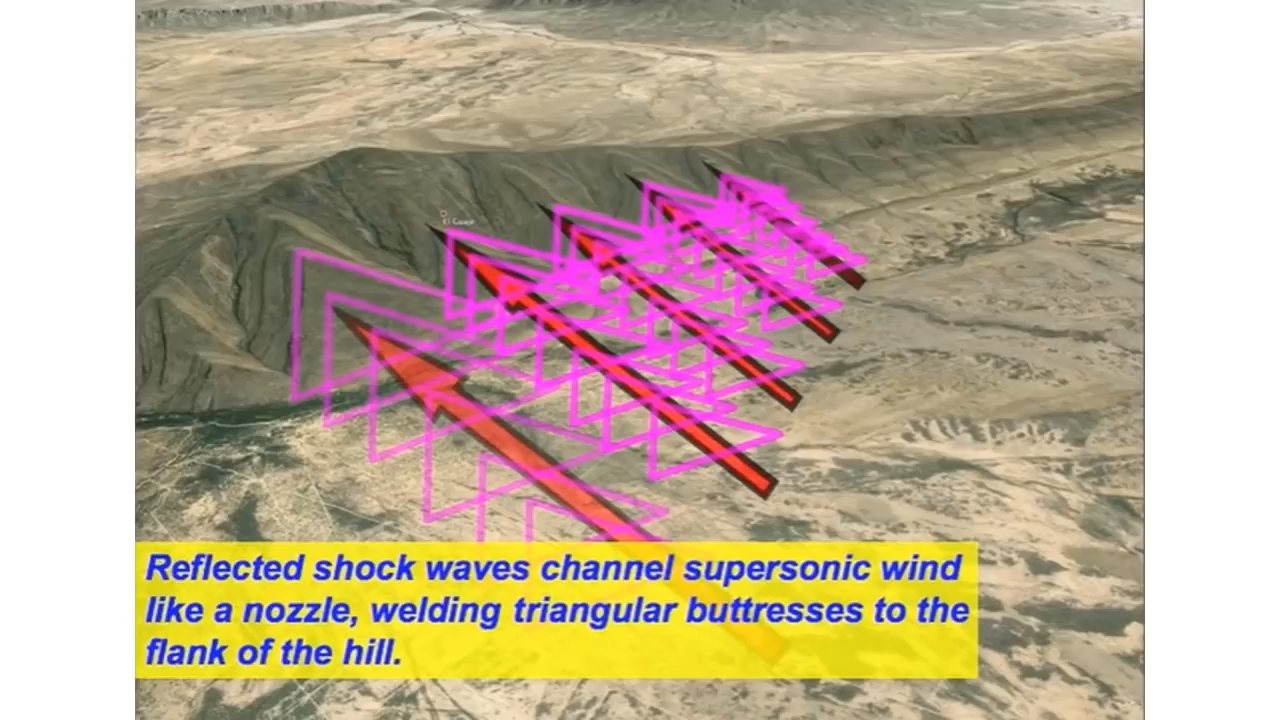 Reflected shock waves channel supersonic wind
like a nozzle, welding triangular buttresses to the
flank of the hill.